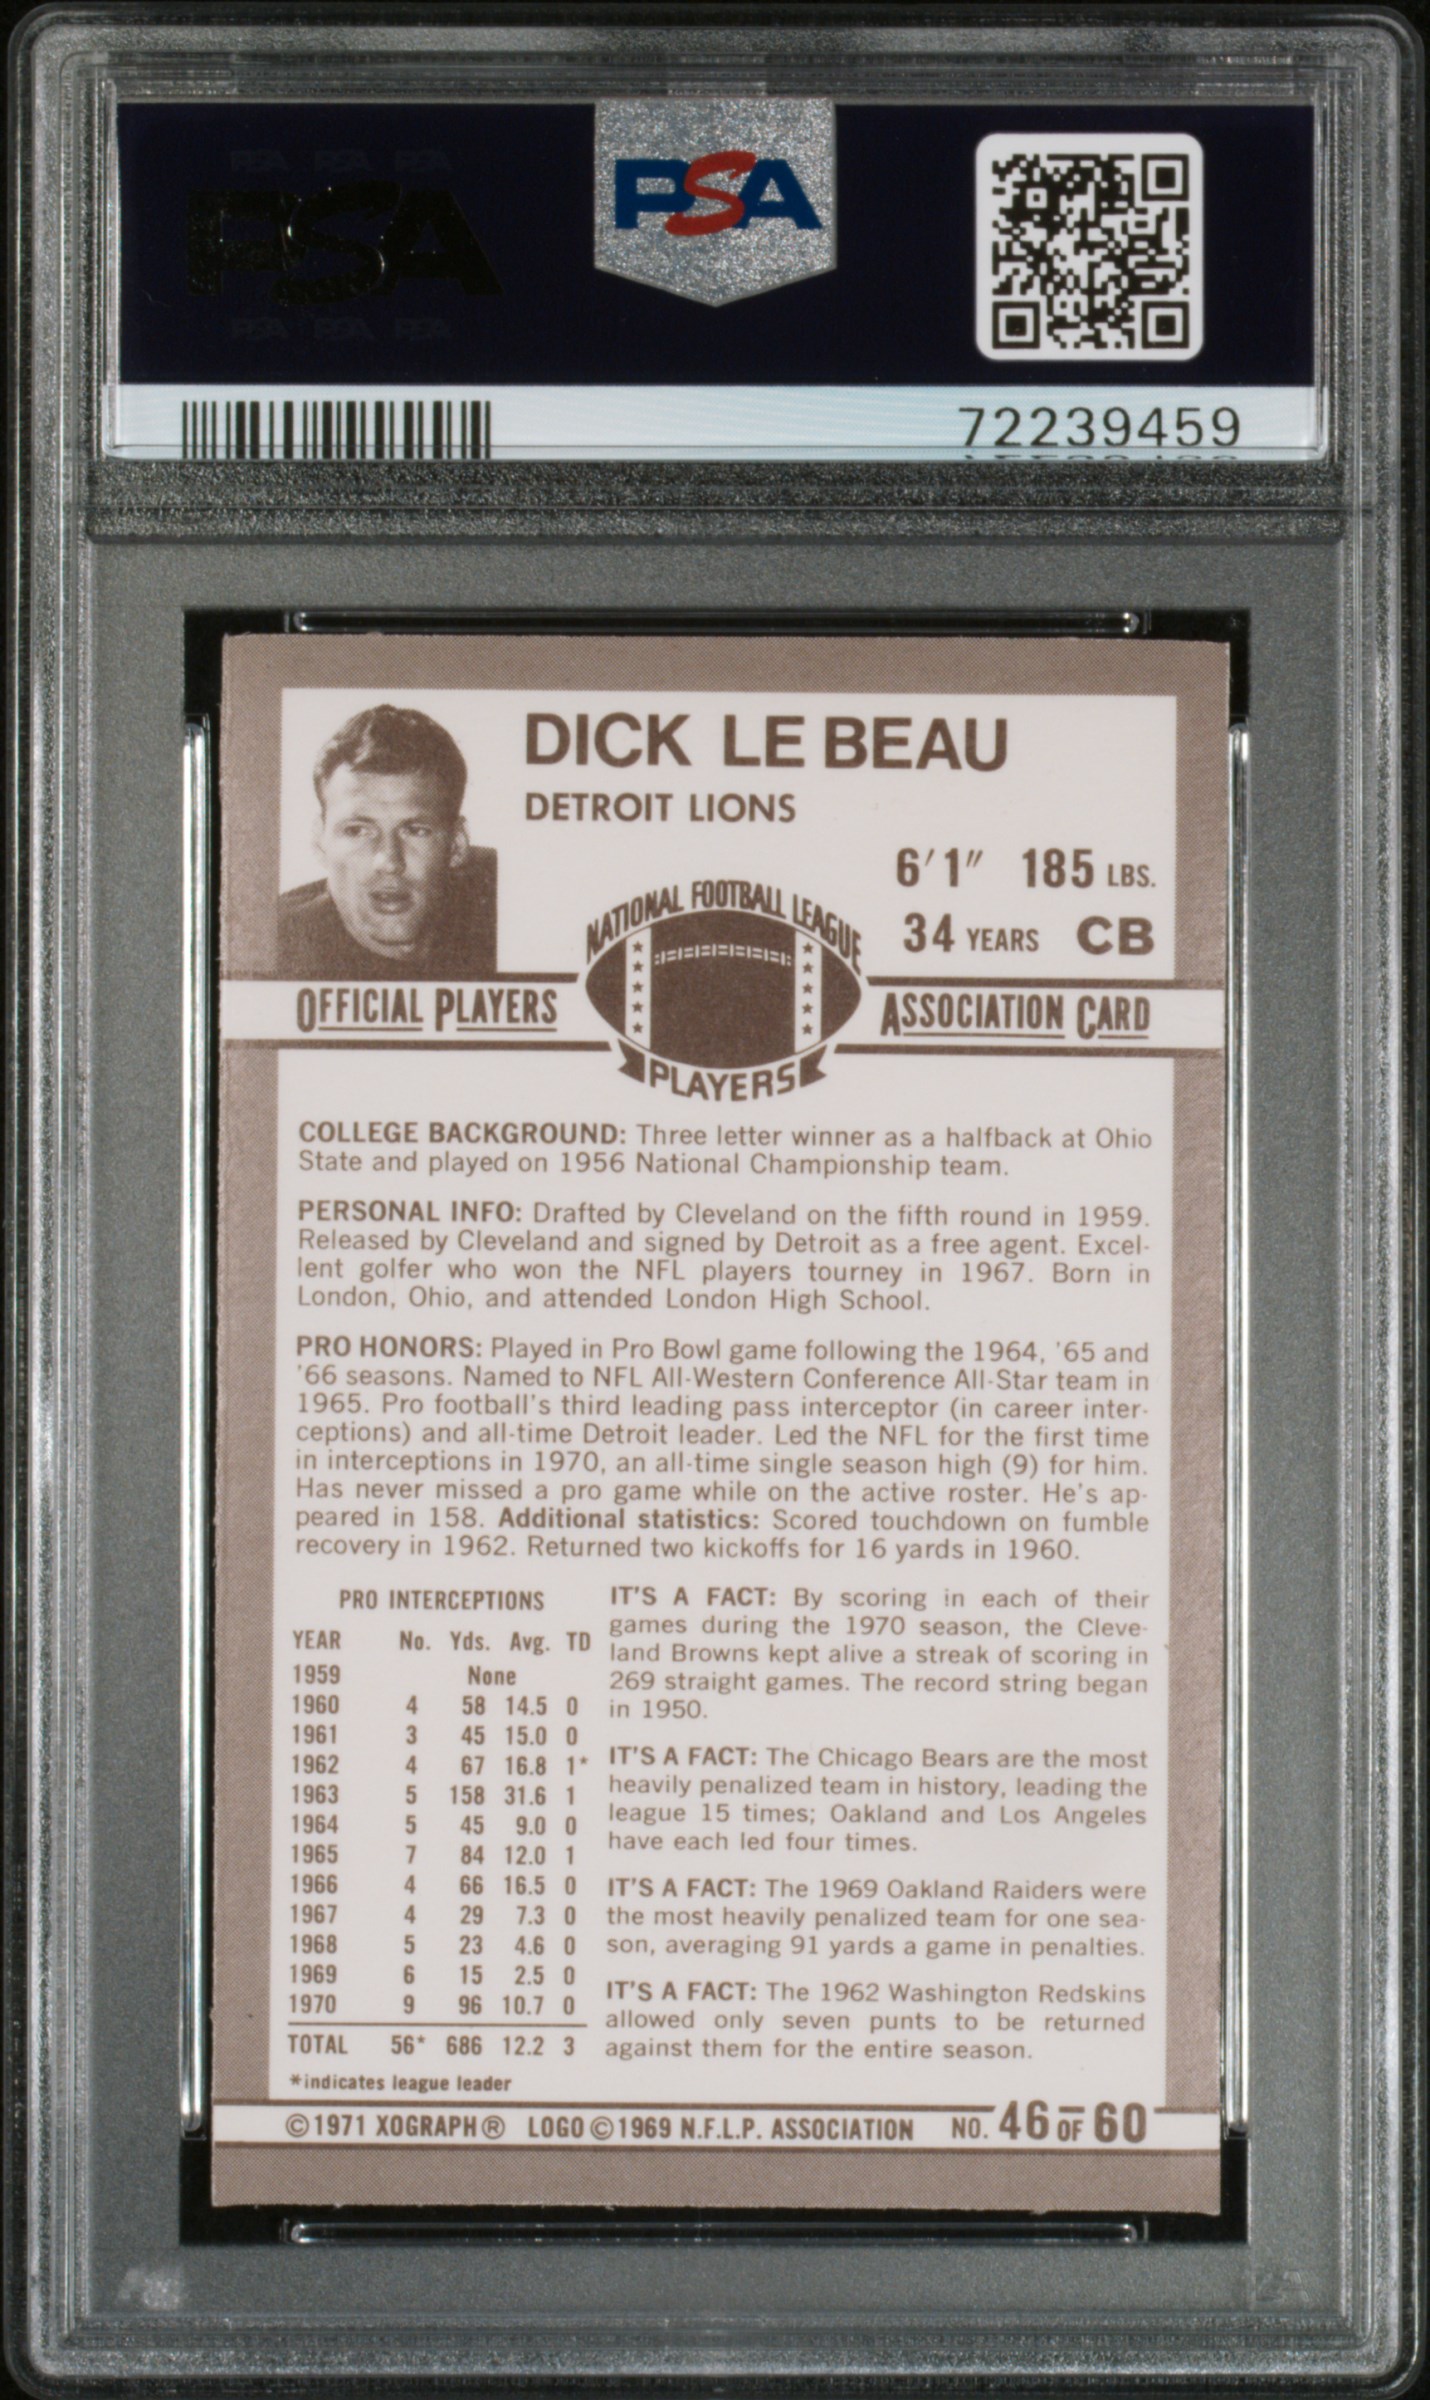 PSA PSA PSA
PSA
PSA
PSA PSA PSA
72239459
DICK LE BEAU
DETROIT LIONS
6'1" 185 LBS.
34 YEARS CB
NATIONAL FOOTBALL LEAGUE
OFFICIAL PLAYERS ASSOCIATION CARD
PLAYERS
COLLEGE BACKGROUND: Three letter winner as a halfback at Ohio
State and played on 1956 National Championship team.
PERSONAL INFO: Drafted by Cleveland on the fifth round in 1959.
Released by Cleveland and signed by Detroit as a free agent. Excel-
lent golfer who won the NFL players tourney in 1967. Born in
London, Ohio, and attended London High School.
PRO HONORS: Played in Pro Bowl game following the 1964, '65 and
'66 seasons. Named to NFL All-Western Conference All-Star team in
1965. Pro football's third leading pass interceptor (in career inter-
ceptions) and all-time Detroit leader. Led the NFL for the first time
in interceptions in 1970, an all-time single season high (9) for him.
Has never missed a pro game while on the active roster. He's ap-
peared in 158. Additional statistics: Scored touchdown on fumble
recovery in 1962. Returned two kickoffs for 16 yards in 1960.
PRO INTERCEPTIONS
YEAR No. Yds. Avg. TD
1959 None
1960 4 58 14.5 0
1961 3 45 15.0 0
1962 4 67 16.8 1*
1963 5 158 31.6 1
1964 5 45 9.0 0
1965 7 84 12.0 1
1966 4 66 16.5 0
1967 4 29 7.3 0
1968 5 23 4.6 0
1969 6 15 2.5 0
1970 9 96 10.7 0
TOTAL 56* 686 12.2 3
*indicates league leader
IT'S A FACT: By scoring in each of their
games during the 1970 season, the Cleve-
land Browns kept alive a streak of scoring in
269 straight games. The record string began
in 1950.
IT'S A FACT: The Chicago Bears are the most
heavily penalized team in history, leading the
league 15 times; Oakland and Los Angeles
have each led four times.
IT'S A FACT: The 1969 Oakland Raiders were
the most heavily penalized team for one sea-
son, averaging 91 yards a game in penalties.
IT'S A FACT: The 1962 Washington Redskins
allowed only seven punts to be returned
against them for the entire season.
©1971 XOGRAPH® LOGO ©1969 N.F.L.P. ASSOCIATION NO. 46 OF 60